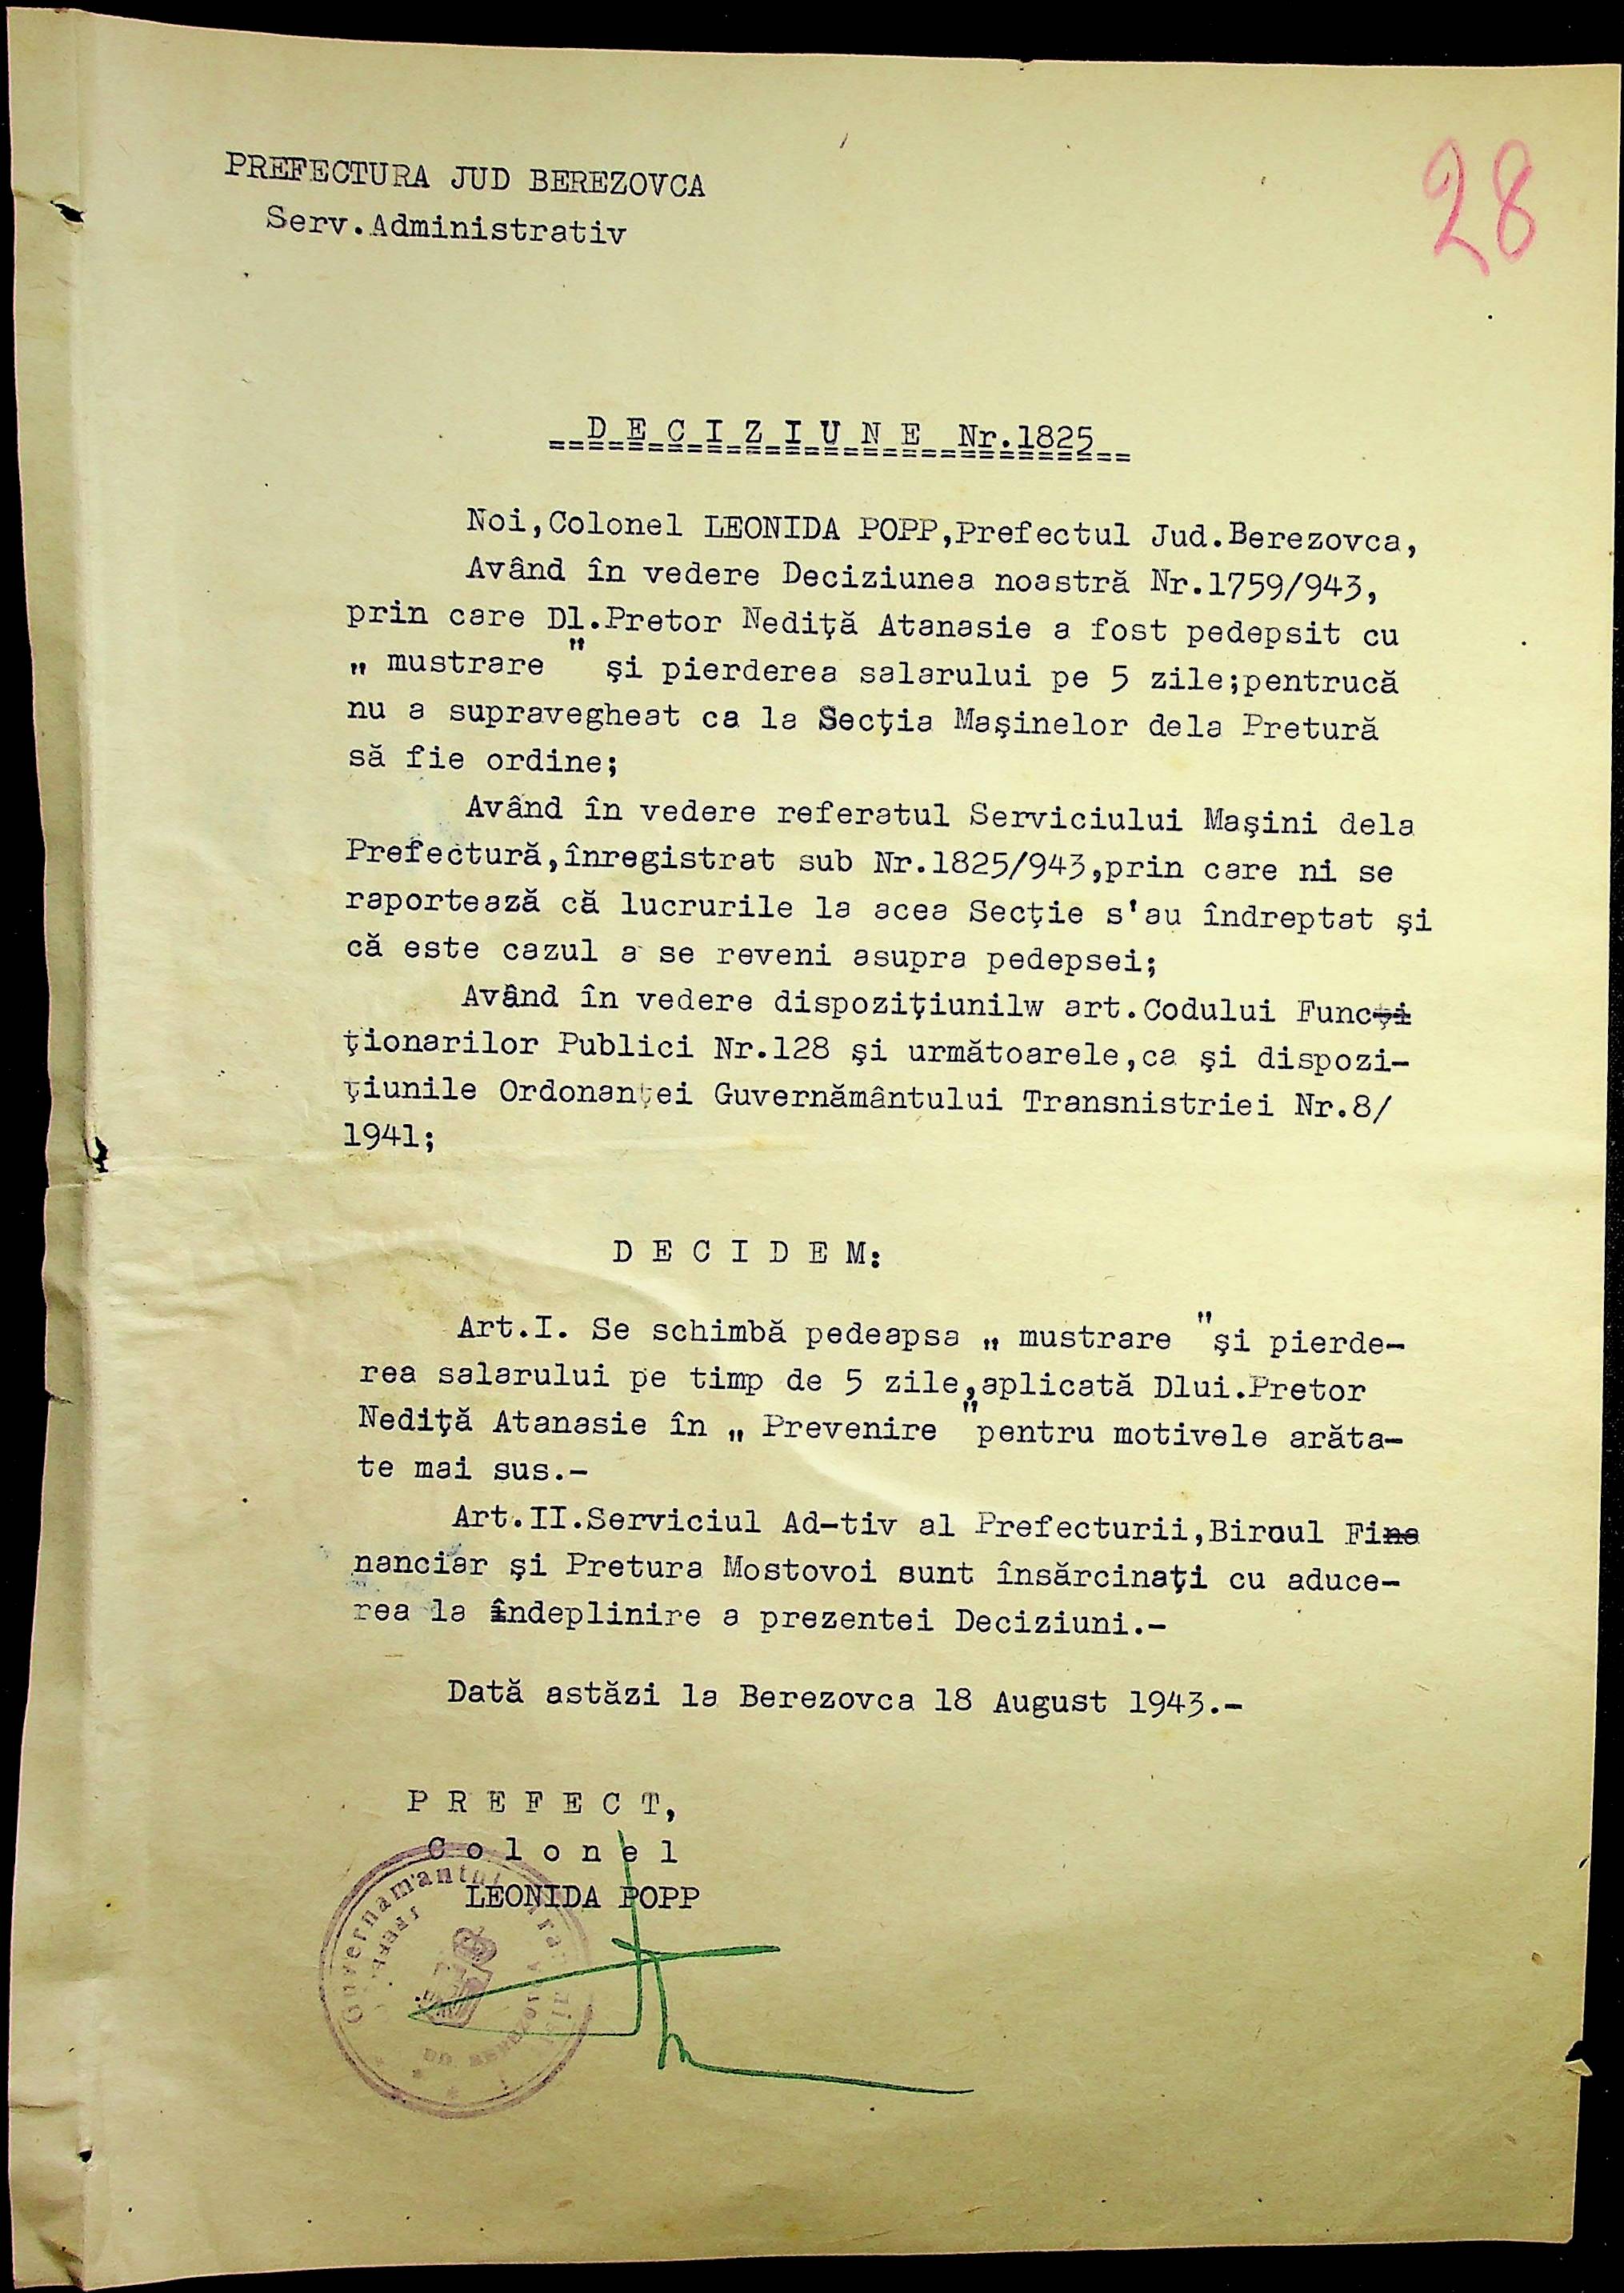 28
PREFECTURA JUD BEREZOVCA
Serv.Administrativ
D E C I Z I U N E Nr.1825
Noi,Colonel LEONIDA POPP,Prefectul Jud.Berezovca,
Având în vedere Deciziunea noastră Nr.1759/943,
prin care Dl.Pretor Nediţă Atanasie a fost pedepsit cu
„ mustrare " şi pierderea salarului pe 5 zile;pentrucă
nu a supravegheat ca la Secţia Maşinelor dela Pretură
să fie ordine;
Având în vedere referatul Serviciului Maşini dela
Prefectură,înregistrat sub Nr.1825/943,prin care ni se
raportează că lucrurile la acea Secţie s'au îndreptat şi
că este cazul a se reveni asupra pedepsei;
Având în vedere dispoziţiunilw art.Codului Funcţi
ţionarilor Publici Nr.128 şi următoarele,ca şi dispozi-
ţiunile Ordonanţei Guvernământului Transnistriei Nr.8/
1941;
D E C I D E M:
Art.I. Se schimbă pedeapsa „ mustrare " şi pierde-
rea salarului pe timp de 5 zile,aplicată Dlui.Pretor
Nediţă Atanasie în „ Prevenire " pentru motivele arăta-
te mai sus.-
Art.II.Serviciul Ad-tiv al Prefecturii,Biroul Fina
nanciar şi Pretura Mostovoi sunt însărcinaţi cu aduce-
rea la îndeplinire a prezentei Deciziuni.-
Dată astăzi la Berezovca 18 August 1943.-
P R E F E C T,
C o l o n e l
LEONIDA POPP
Guvernamantul